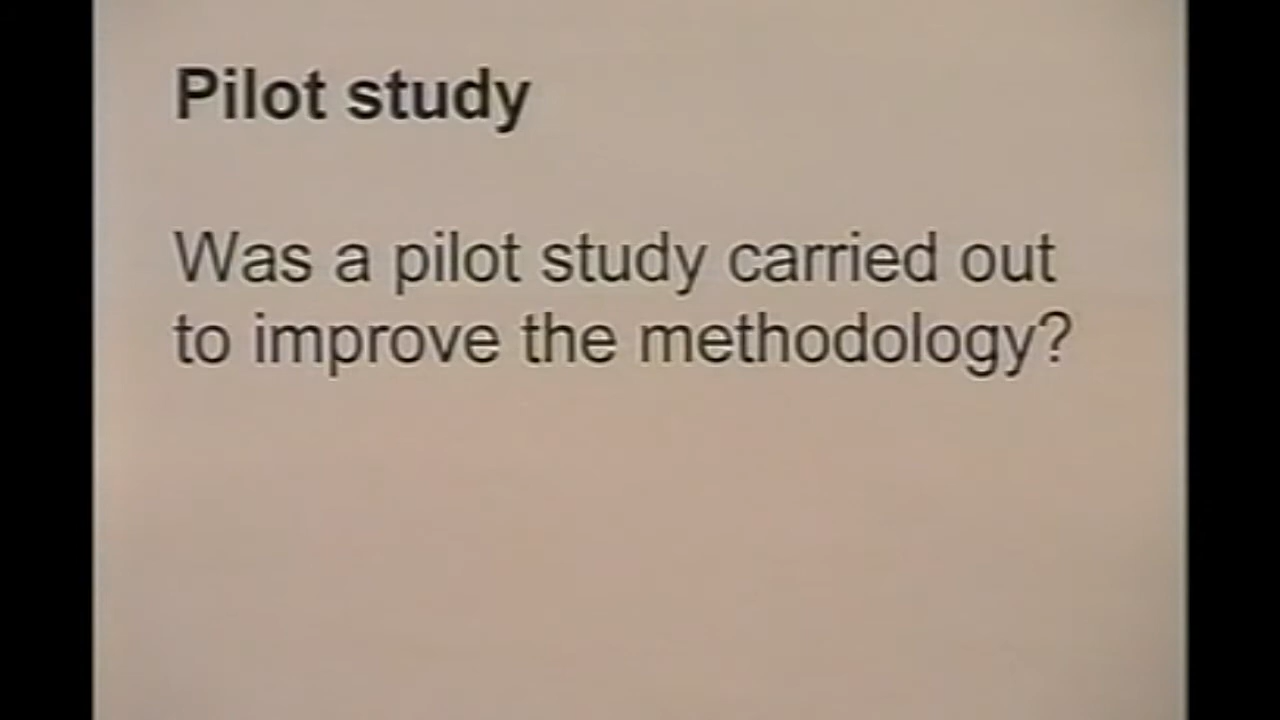 Pilot study
Was a pilot study carried out
to improve the methodology?